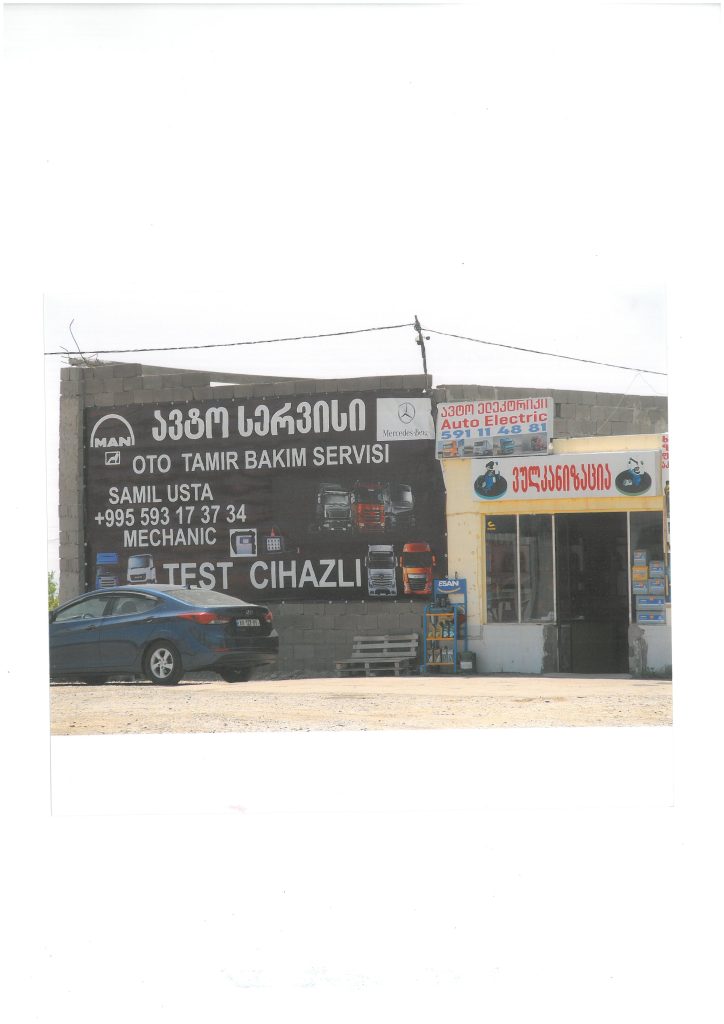 ავტო სერვისი
MAN
Mercedes-Benz
OTO TAMIR BAKIM SERVISI
SAMIL USTA
+995 593 17 37 34
MECHANIC
TEST CIHAZLI
ავტო ელექტრიკი
Auto Electric
591 11 48 81
ვულკანიზაცია
ESAN